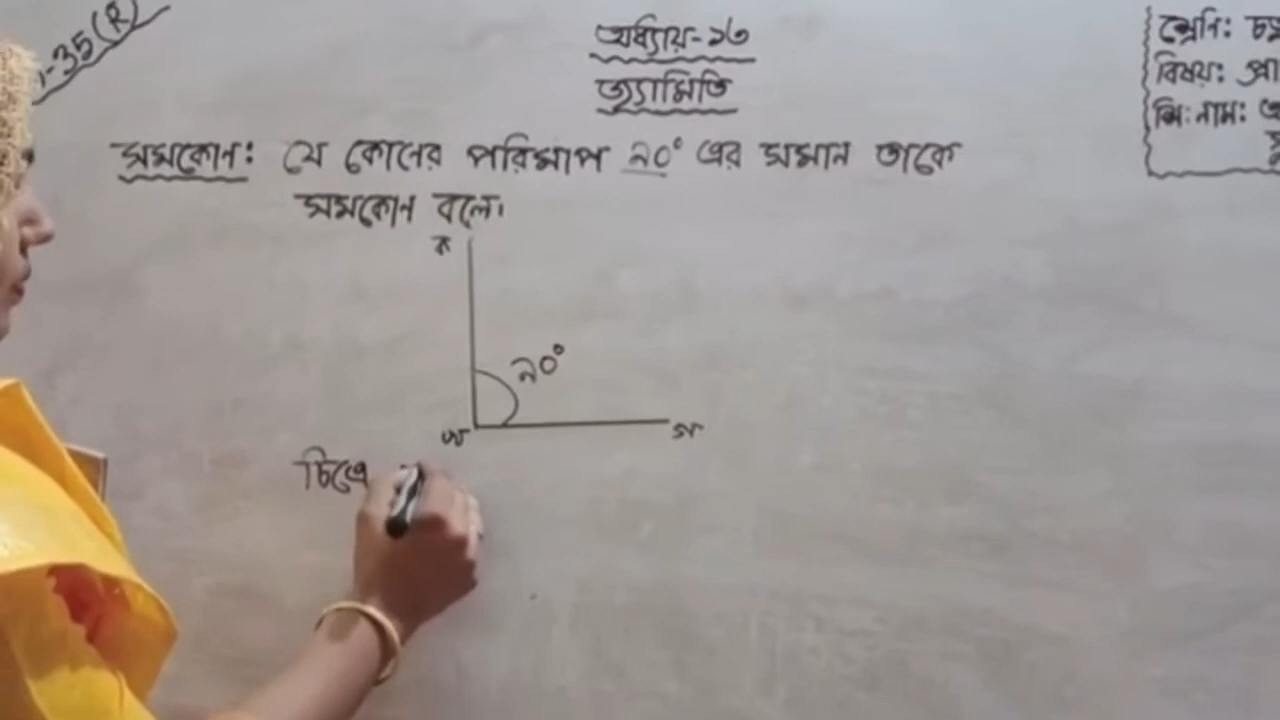 -35(R)
অধ্যায়-১৩
জ্যামিতি
শ্রেণি:
বিষয়:
শি:নাম:
সমকোন: যে কোনের পরিমাপ ৯০° এর সমান তাকে
সমকোন বলে।
ক
৯০°
খ
গ
চিত্রে